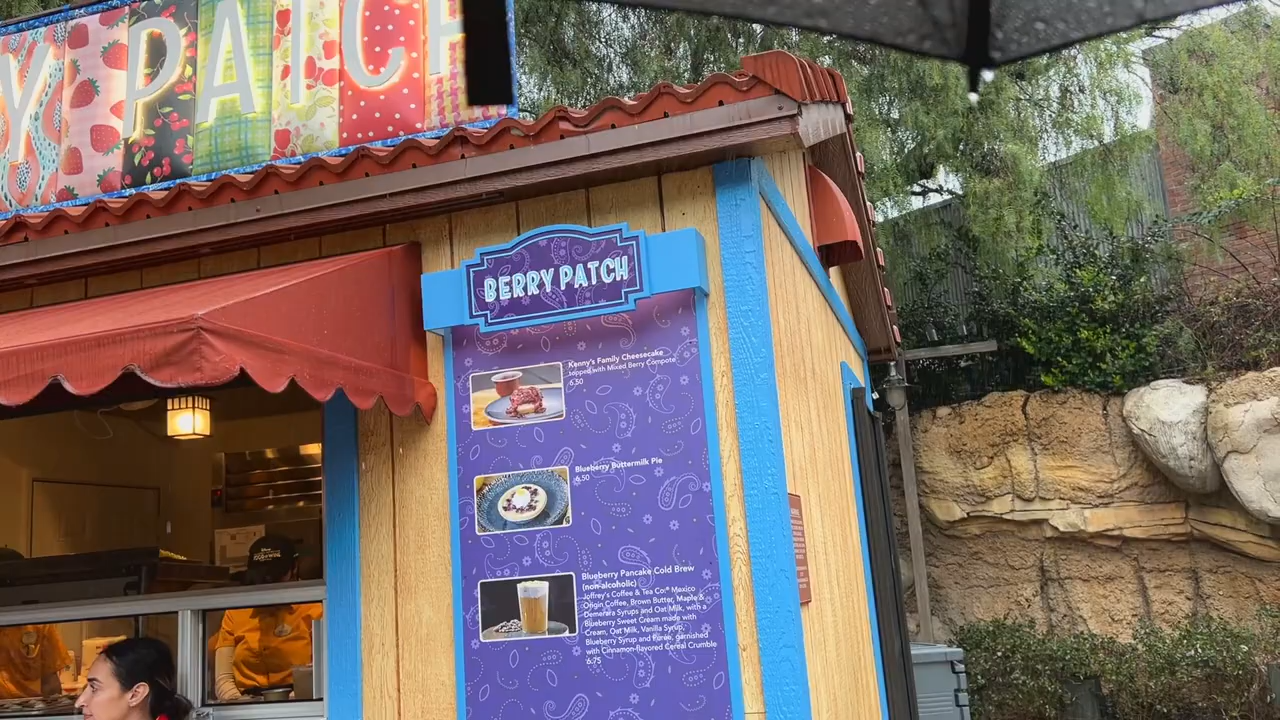 Y PATCH
BERRY PATCH
Kenny's Family Cheesecake
topped with Mixed Berry Compote
6.50
Blueberry Buttermilk Pie
6.50
Blueberry Pancake Cold Brew
(non-alcoholic)
Joffrey's Coffee & Tea Co.® Mexico
Origin Coffee, Brown Butter, Maple &
Demerara Syrups and Oat Milk, with a
Blueberry Sweet Cream made with
Cream, Oat Milk, Vanilla Syrup,
Blueberry Syrup and Purée, garnished
with Cinnamon-flavored Cereal Crumble
6.75